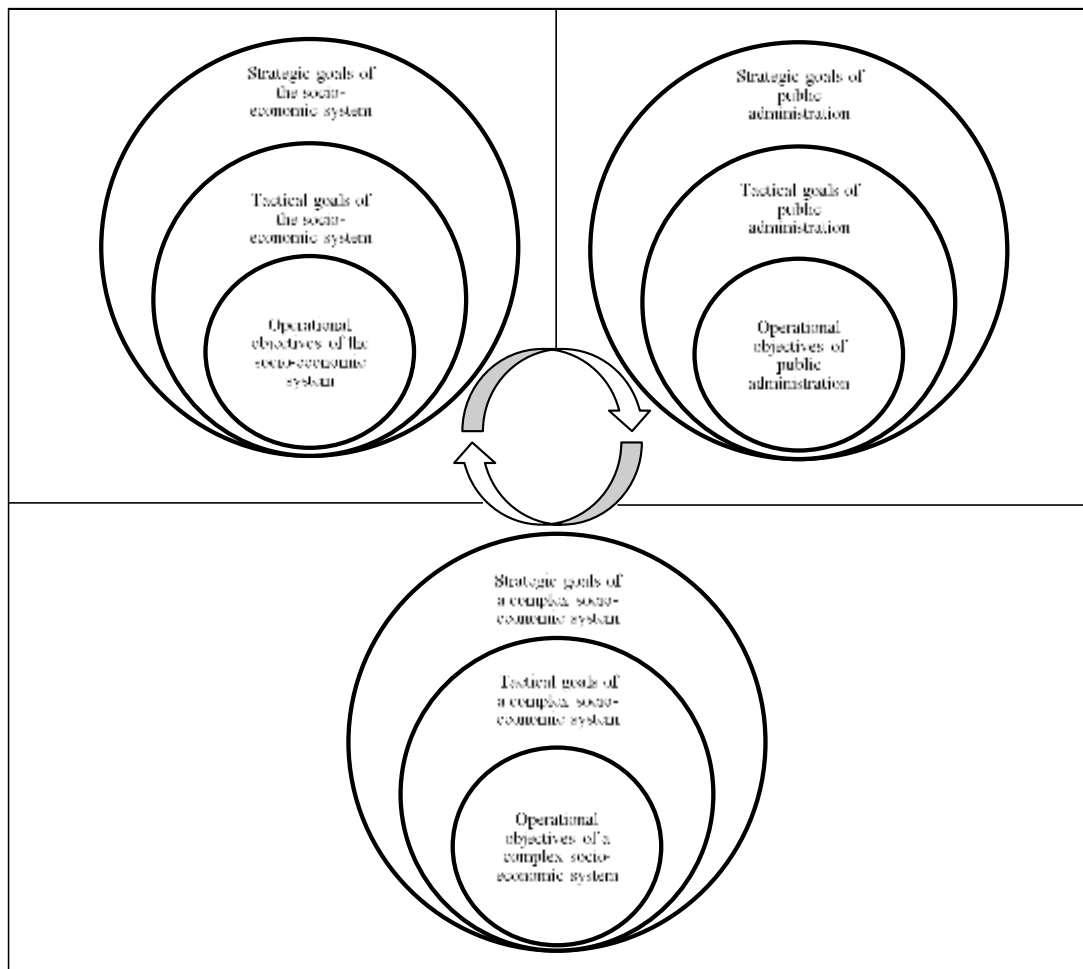 Strategic goals of
the socio-
economic system
Tactical goals of
the socio-
economic system
Operational
objectives of the
socio-economic
system
Strategic goals of
public
administration
Tactical goals of
public
administration
Operational
objectives of
public
administration
Strategic goals of
a complex socio-
economic system
Tactical goals of
a complex socio-
economic system
Operational
objectives of a
complex socio-
economic system